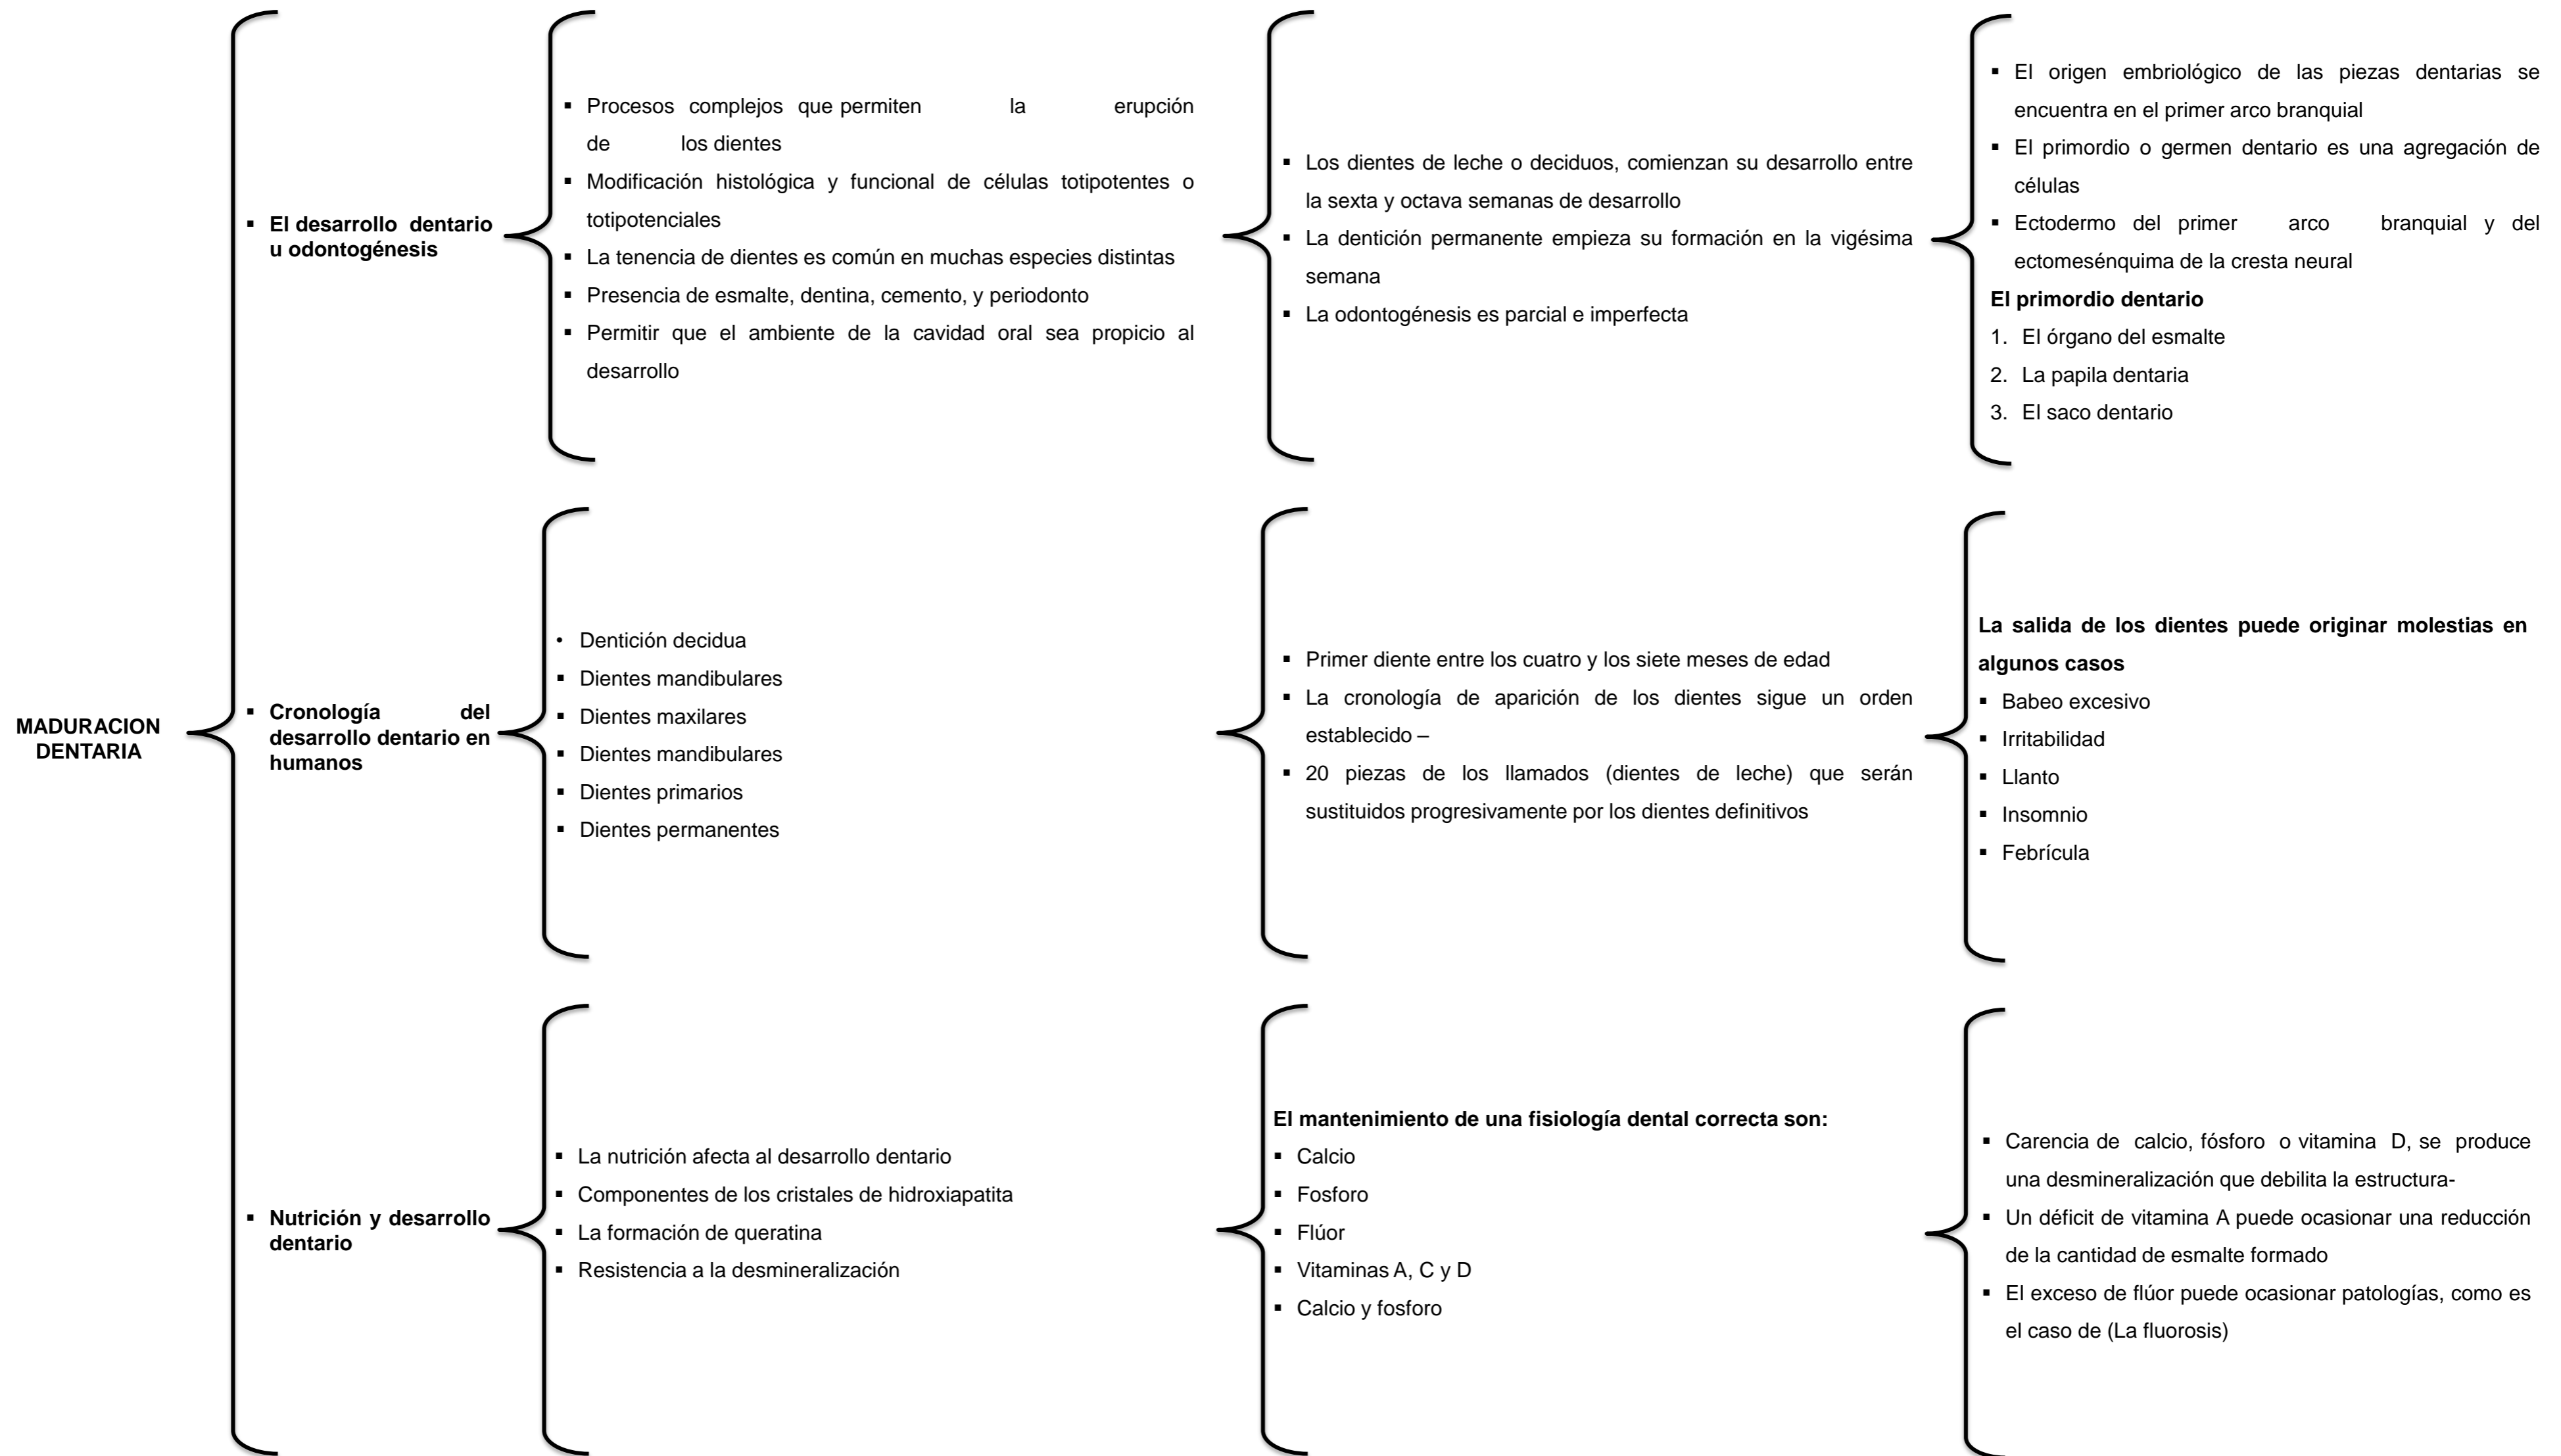 MADURACION
DENTARIA
▪ El desarrollo dentario
u odontogénesis
▪ Procesos complejos que permiten la erupción
de los dientes
▪ Modificación histológica y funcional de células totipotentes o
totipotenciales
▪ La tenencia de dientes es común en muchas especies distintas
▪ Presencia de esmalte, dentina, cemento, y periodonto
▪ Permitir que el ambiente de la cavidad oral sea propicio al
desarrollo
▪ Los dientes de leche o deciduos, comienzan su desarrollo entre
la sexta y octava semanas de desarrollo
▪ La dentición permanente empieza su formación en la vigésima
semana
▪ La odontogénesis es parcial e imperfecta
▪ El origen embriológico de las piezas dentarias se
encuentra en el primer arco branquial
▪ El primordio o germen dentario es una agregación de
células
▪ Ectodermo del primer arco branquial y del
ectomesénquima de la cresta neural
El primordio dentario
1. El órgano del esmalte
2. La papila dentaria
3. El saco dentario
▪ Cronología del
desarrollo dentario en
humanos
• Dentición decidua
▪ Dientes mandibulares
▪ Dientes maxilares
▪ Dientes mandibulares
▪ Dientes primarios
▪ Dientes permanentes
▪ Primer diente entre los cuatro y los siete meses de edad
▪ La cronología de aparición de los dientes sigue un orden
establecido –
▪ 20 piezas de los llamados (dientes de leche) que serán
sustituidos progresivamente por los dientes definitivos
La salida de los dientes puede originar molestias en
algunos casos
▪ Babeo excesivo
▪ Irritabilidad
▪ Llanto
▪ Insomnio
▪ Febrícula
▪ Nutrición y desarrollo
dentario
▪ La nutrición afecta al desarrollo dentario
▪ Componentes de los cristales de hidroxiapatita
▪ La formación de queratina
▪ Resistencia a la desmineralización
El mantenimiento de una fisiología dental correcta son:
▪ Calcio
▪ Fosforo
▪ Flúor
▪ Vitaminas A, C y D
▪ Calcio y fosforo
▪ Carencia de calcio, fósforo o vitamina D, se produce
una desmineralización que debilita la estructura-
▪ Un déficit de vitamina A puede ocasionar una reducción
de la cantidad de esmalte formado
▪ El exceso de flúor puede ocasionar patologías, como es
el caso de (La fluorosis)